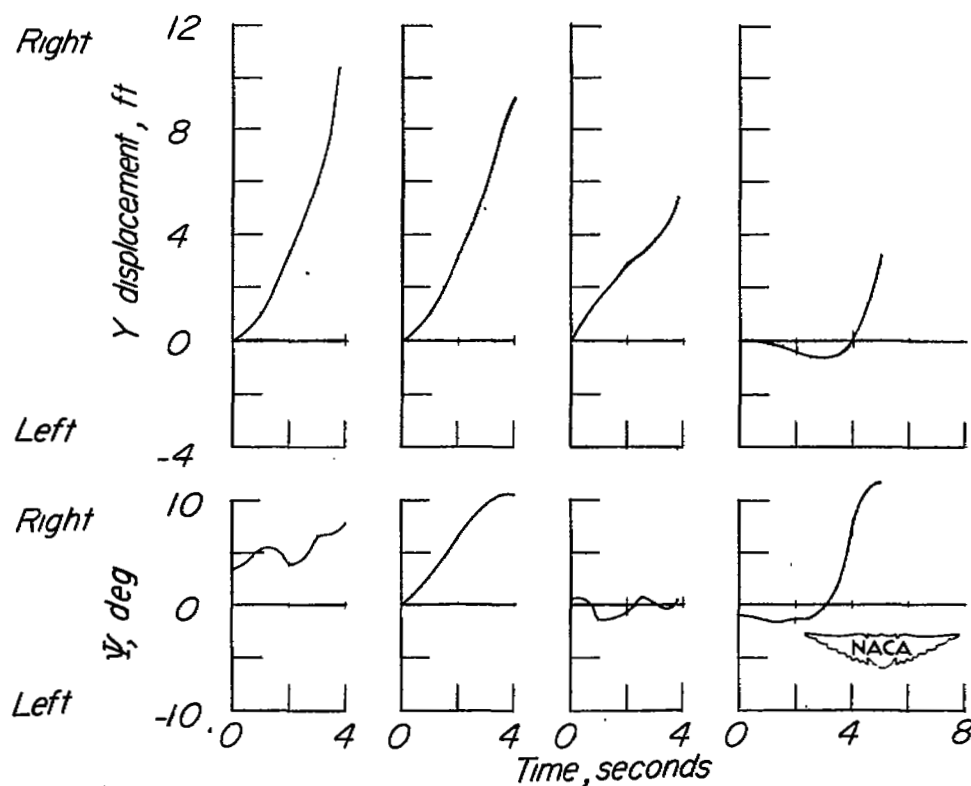 Right
12
8
4
0
-4
Y displacement, ft
Left
Right
10
0
-10
Ψ, deg
Left
NACA
0 4 0 4 0 4 0 4 8
Time, seconds